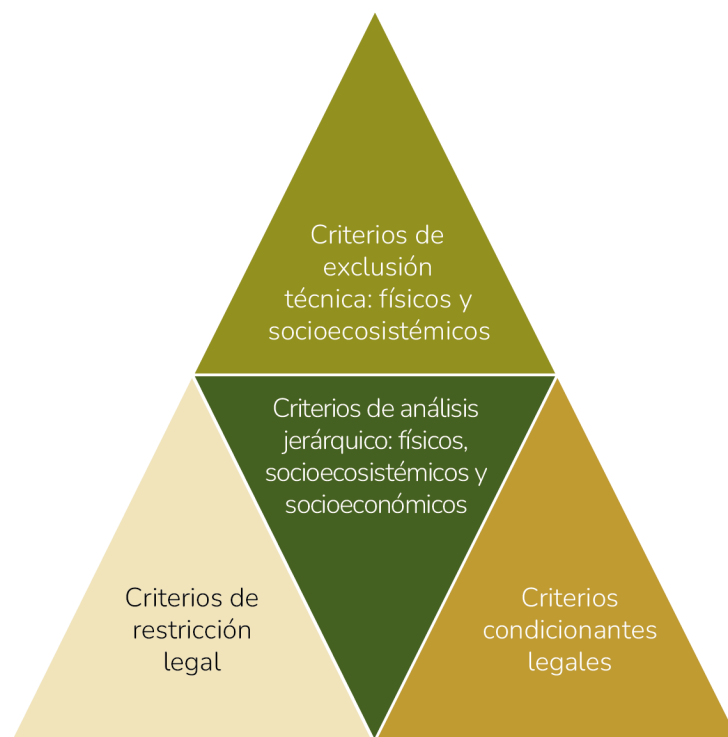 Criterios de
exclusión
técnica: físicos y
socioecosistémicos
Criterios de análisis
jerárquico: físicos,
socioecosistémicos y
socioeconómicos
Criterios de
restricción
legal
Criterios
condicionantes
legales